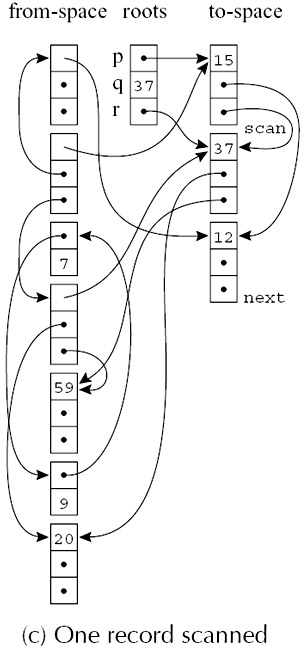 from-space roots to-space
p 15
q 37
r
scan
37
7
12
next
59
9
20
(c) One record scanned